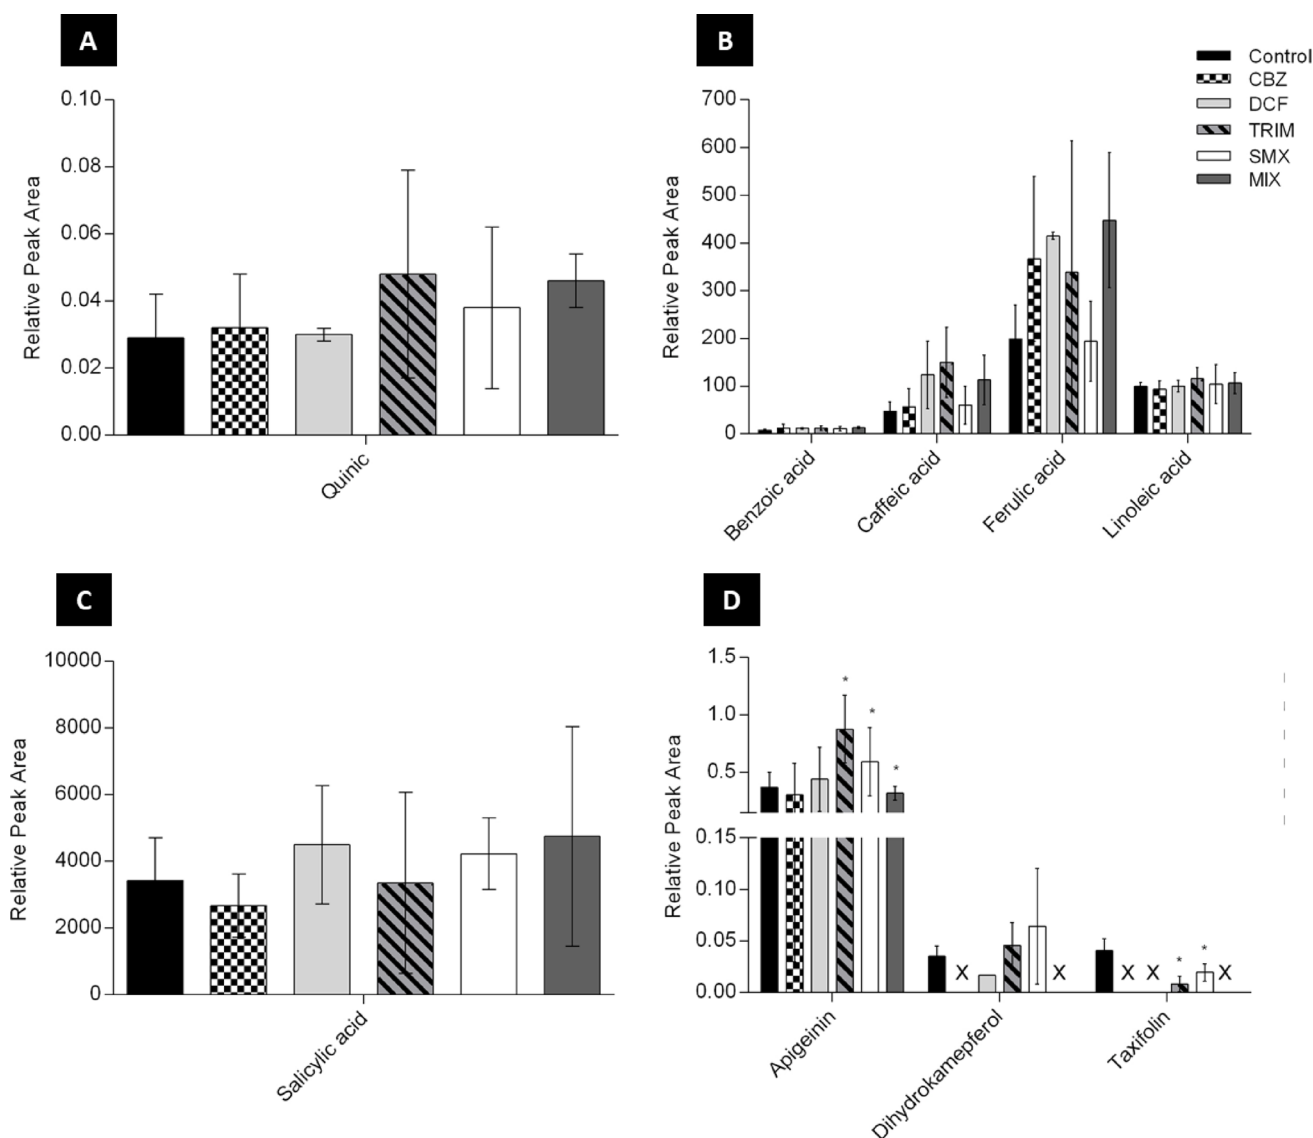 A
Relative Peak Area
0.10
0.08
0.06
0.04
0.02
0.00
Quinic
B
Control
CBZ
DCF
TRIM
SMX
MIX
Relative Peak Area
700
600
500
400
300
200
100
0
Benzoic acid
Caffeic acid
Ferulic acid
Linoleic acid
C
Relative Peak Area
10000
8000
6000
4000
2000
0
Salicylic acid
D
Relative Peak Area
1.5
1.0
0.5
0.15
0.10
0.05
0.00
* * *
X X X X * * X
Apigeinin
Dihydrokamepferol
Taxifolin